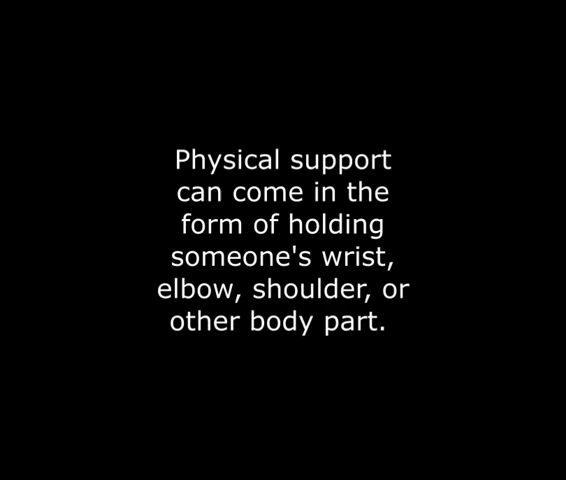 Physical support
can come in the
form of holding
someone's wrist,
elbow, shoulder, or
other body part.